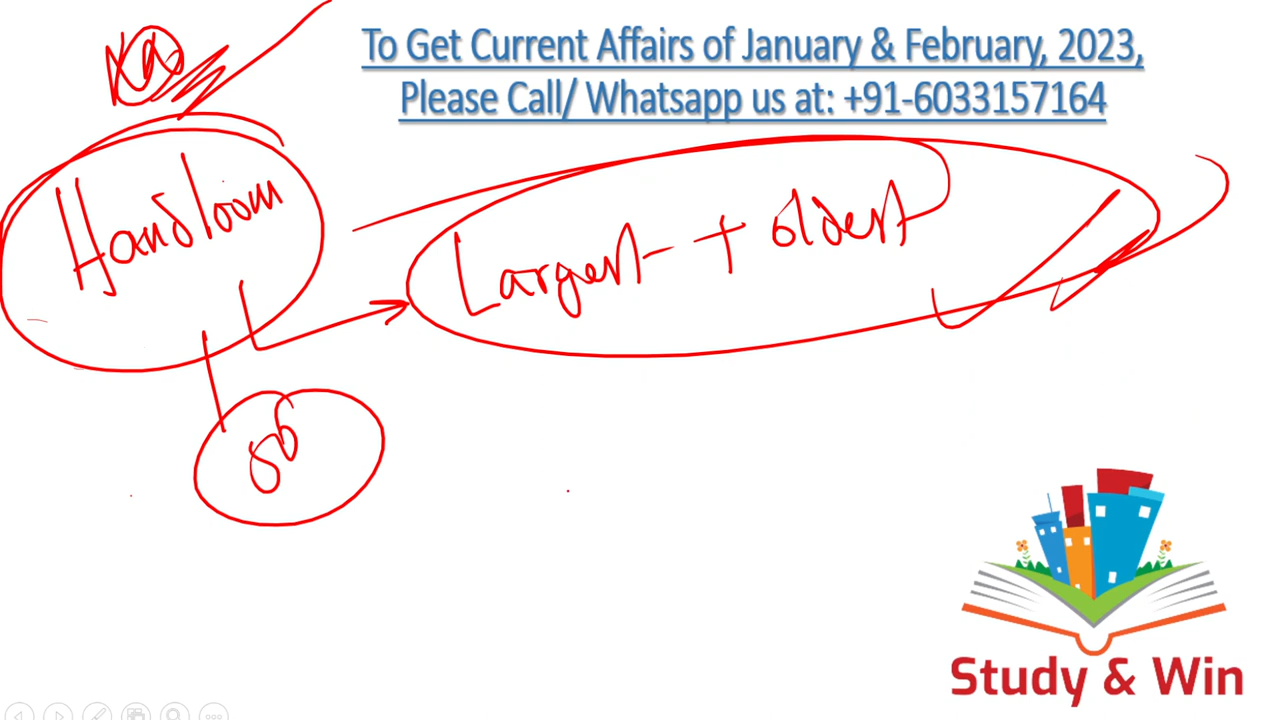 To Get Current Affairs of January & February, 2023,
Please Call/ Whatsapp us at: +91-6033157164
Handloom
Largest + oldest
Study & Win